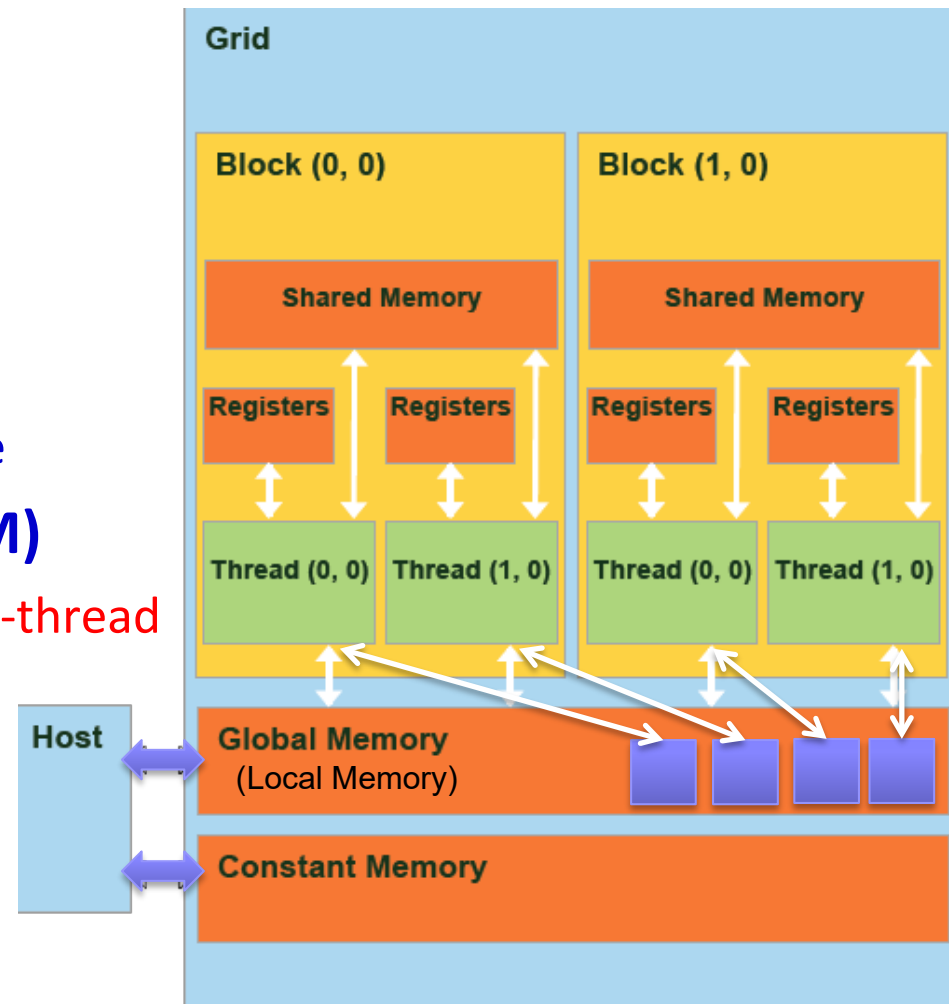 Grid
Block (0, 0) Block (1, 0)
Shared Memory Shared Memory
Registers Registers Registers Registers
e
M)
Thread (0, 0) Thread (1, 0) Thread (0, 0) Thread (1, 0)
-thread
Host
Global Memory
(Local Memory)
Constant Memory